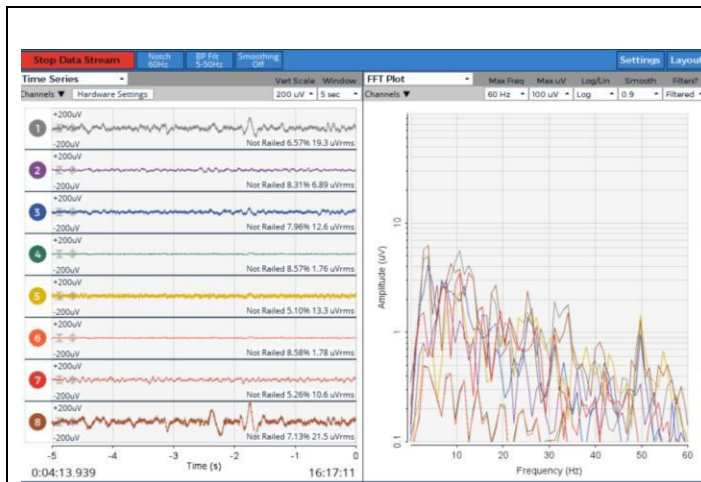 Stop Data Stream
Notch
60Hz
BP Filt
5-50Hz
Smoothing
Off
Settings
Layout
Time Series
Vert Scale
Window
Channels ▼
Hardware Settings
200 uV
5 sec
+200uV
1
-200uV
Not Railed 6.57% 19.3 uVrms
+200uV
2
-200uV
Not Railed 8.31% 6.89 uVrms
+200uV
3
-200uV
Not Railed 7.96% 12.6 uVrms
+200uV
4
-200uV
Not Railed 8.57% 1.76 uVrms
+200uV
5
-200uV
Not Railed 5.10% 13.3 uVrms
+200uV
6
-200uV
Not Railed 8.58% 1.78 uVrms
+200uV
7
-200uV
Not Railed 5.26% 10.6 uVrms
+200uV
8
-200uV
Not Railed 7.13% 21.5 uVrms
-5 -4 -3 -2 -1 0
Time (s)
0:04:13.939
16:17:11
FFT Plot
Max Freq
Max uV
Log/Lin
Smooth
Filters?
Channels ▼
60 Hz
100 uV
Log
0.9
Filtered
Amplitude (uV)
10
1
0.1
10 20 30 40 50 60
Frequency (Hz)